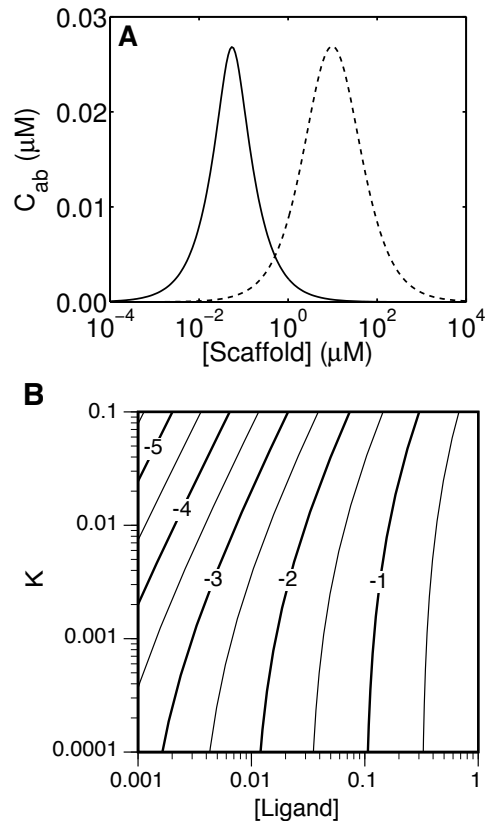 A
0.03
0.02
0.01
0.00
C_ab (μM)
10^−4 10^−2 10^0 10^2 10^4
[Scaffold] (μM)
B
0.1
0.01
0.001
0.0001
K
-5
-4
-3 -2 -1
0.001 0.01 0.1 1
[Ligand]